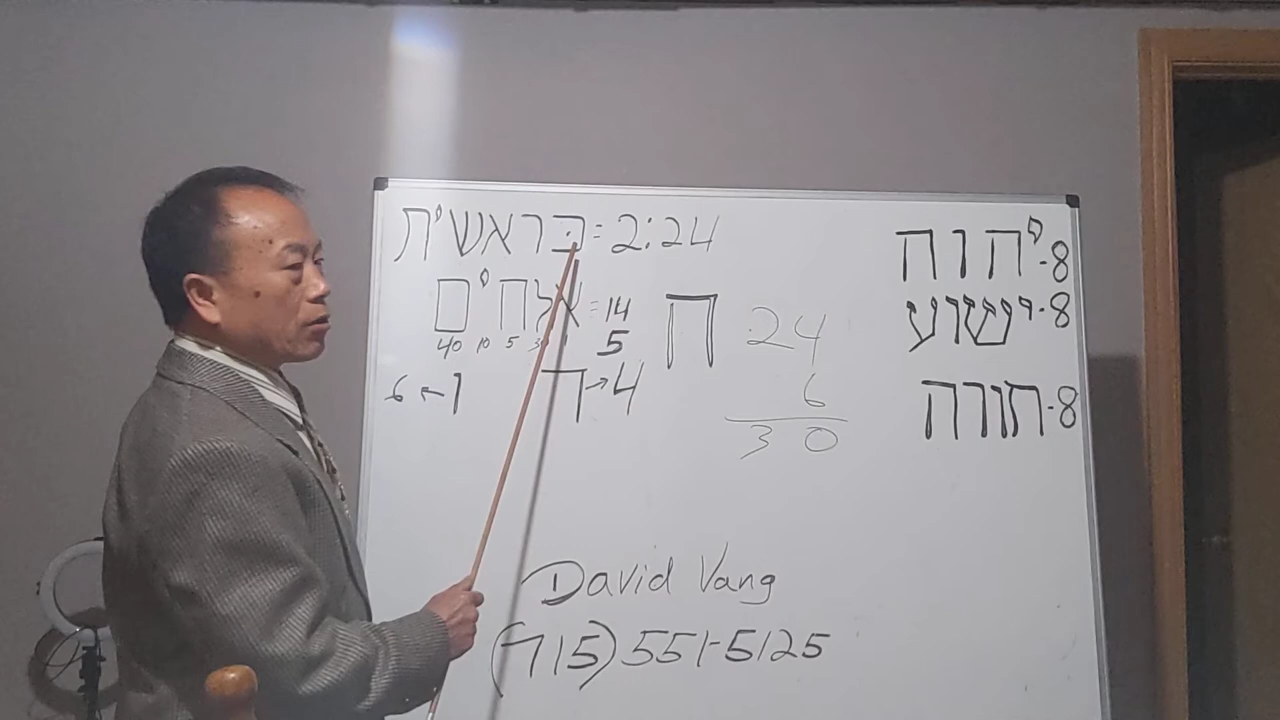 בראשית = 2:24
אלחים = 14
40 10 5 30 1 5
ה 24
6 ← ו ד → 4 6
30
יהוה - 8
ישוע - 8
תורה - 8
David Vang
(715) 551-5125